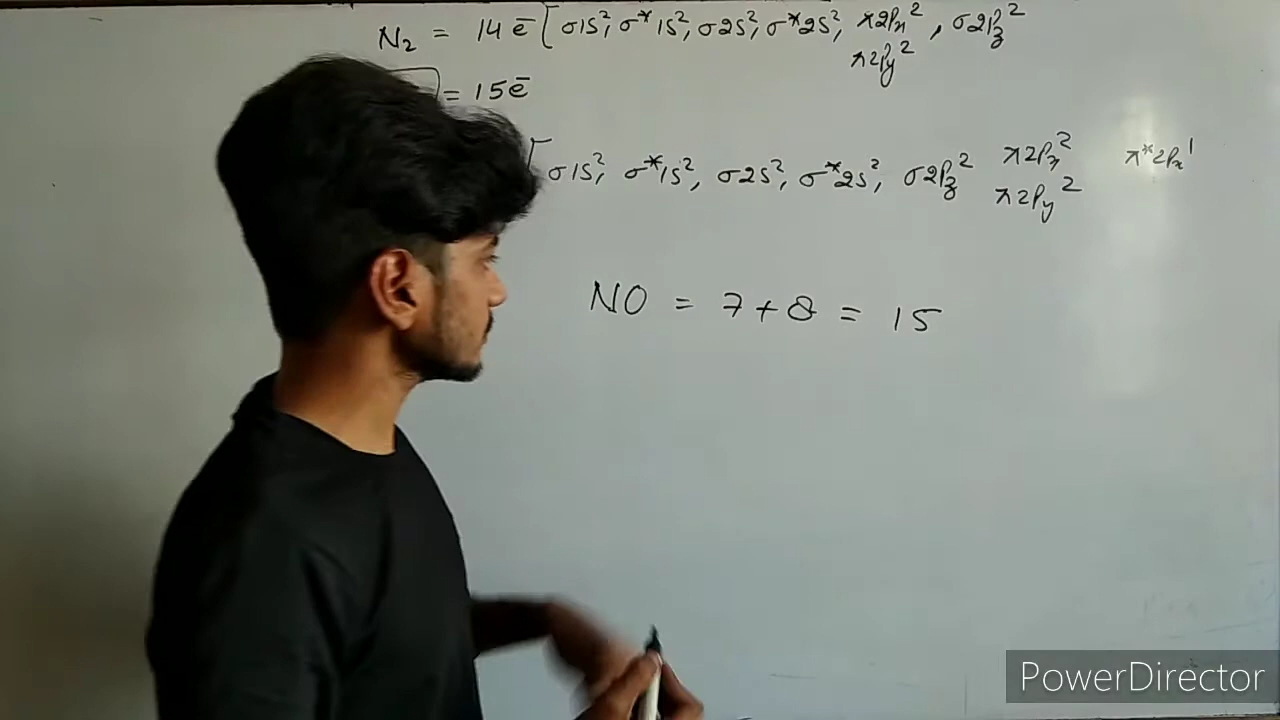 N₂ = 14 e̅ [σ1s², σ*1s², σ2s², σ*2s², π2Px², σ2Pz²
π2Py²
= 15e̅
[σ1s², σ*1s², σ2s², σ*2s², σ2Pz² π2Px² π*2Px¹
π2Py²
NO = 7 + 8 = 15
PowerDirector